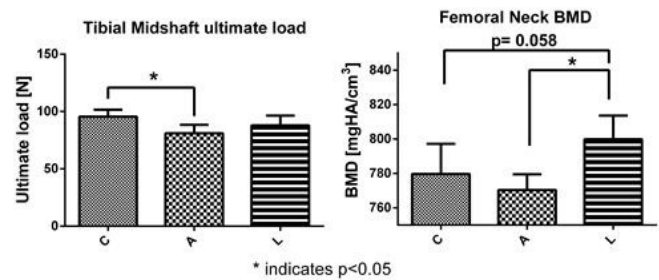 Tibial Midshaft ultimate load
Ultimate load [N]
150
100
50
0
*
C
A
L
Femoral Neck BMD
p= 0.058
*
BMD [mgHA/cm³]
840
820
800
780
760
C
A
L
* indicates p<0.05